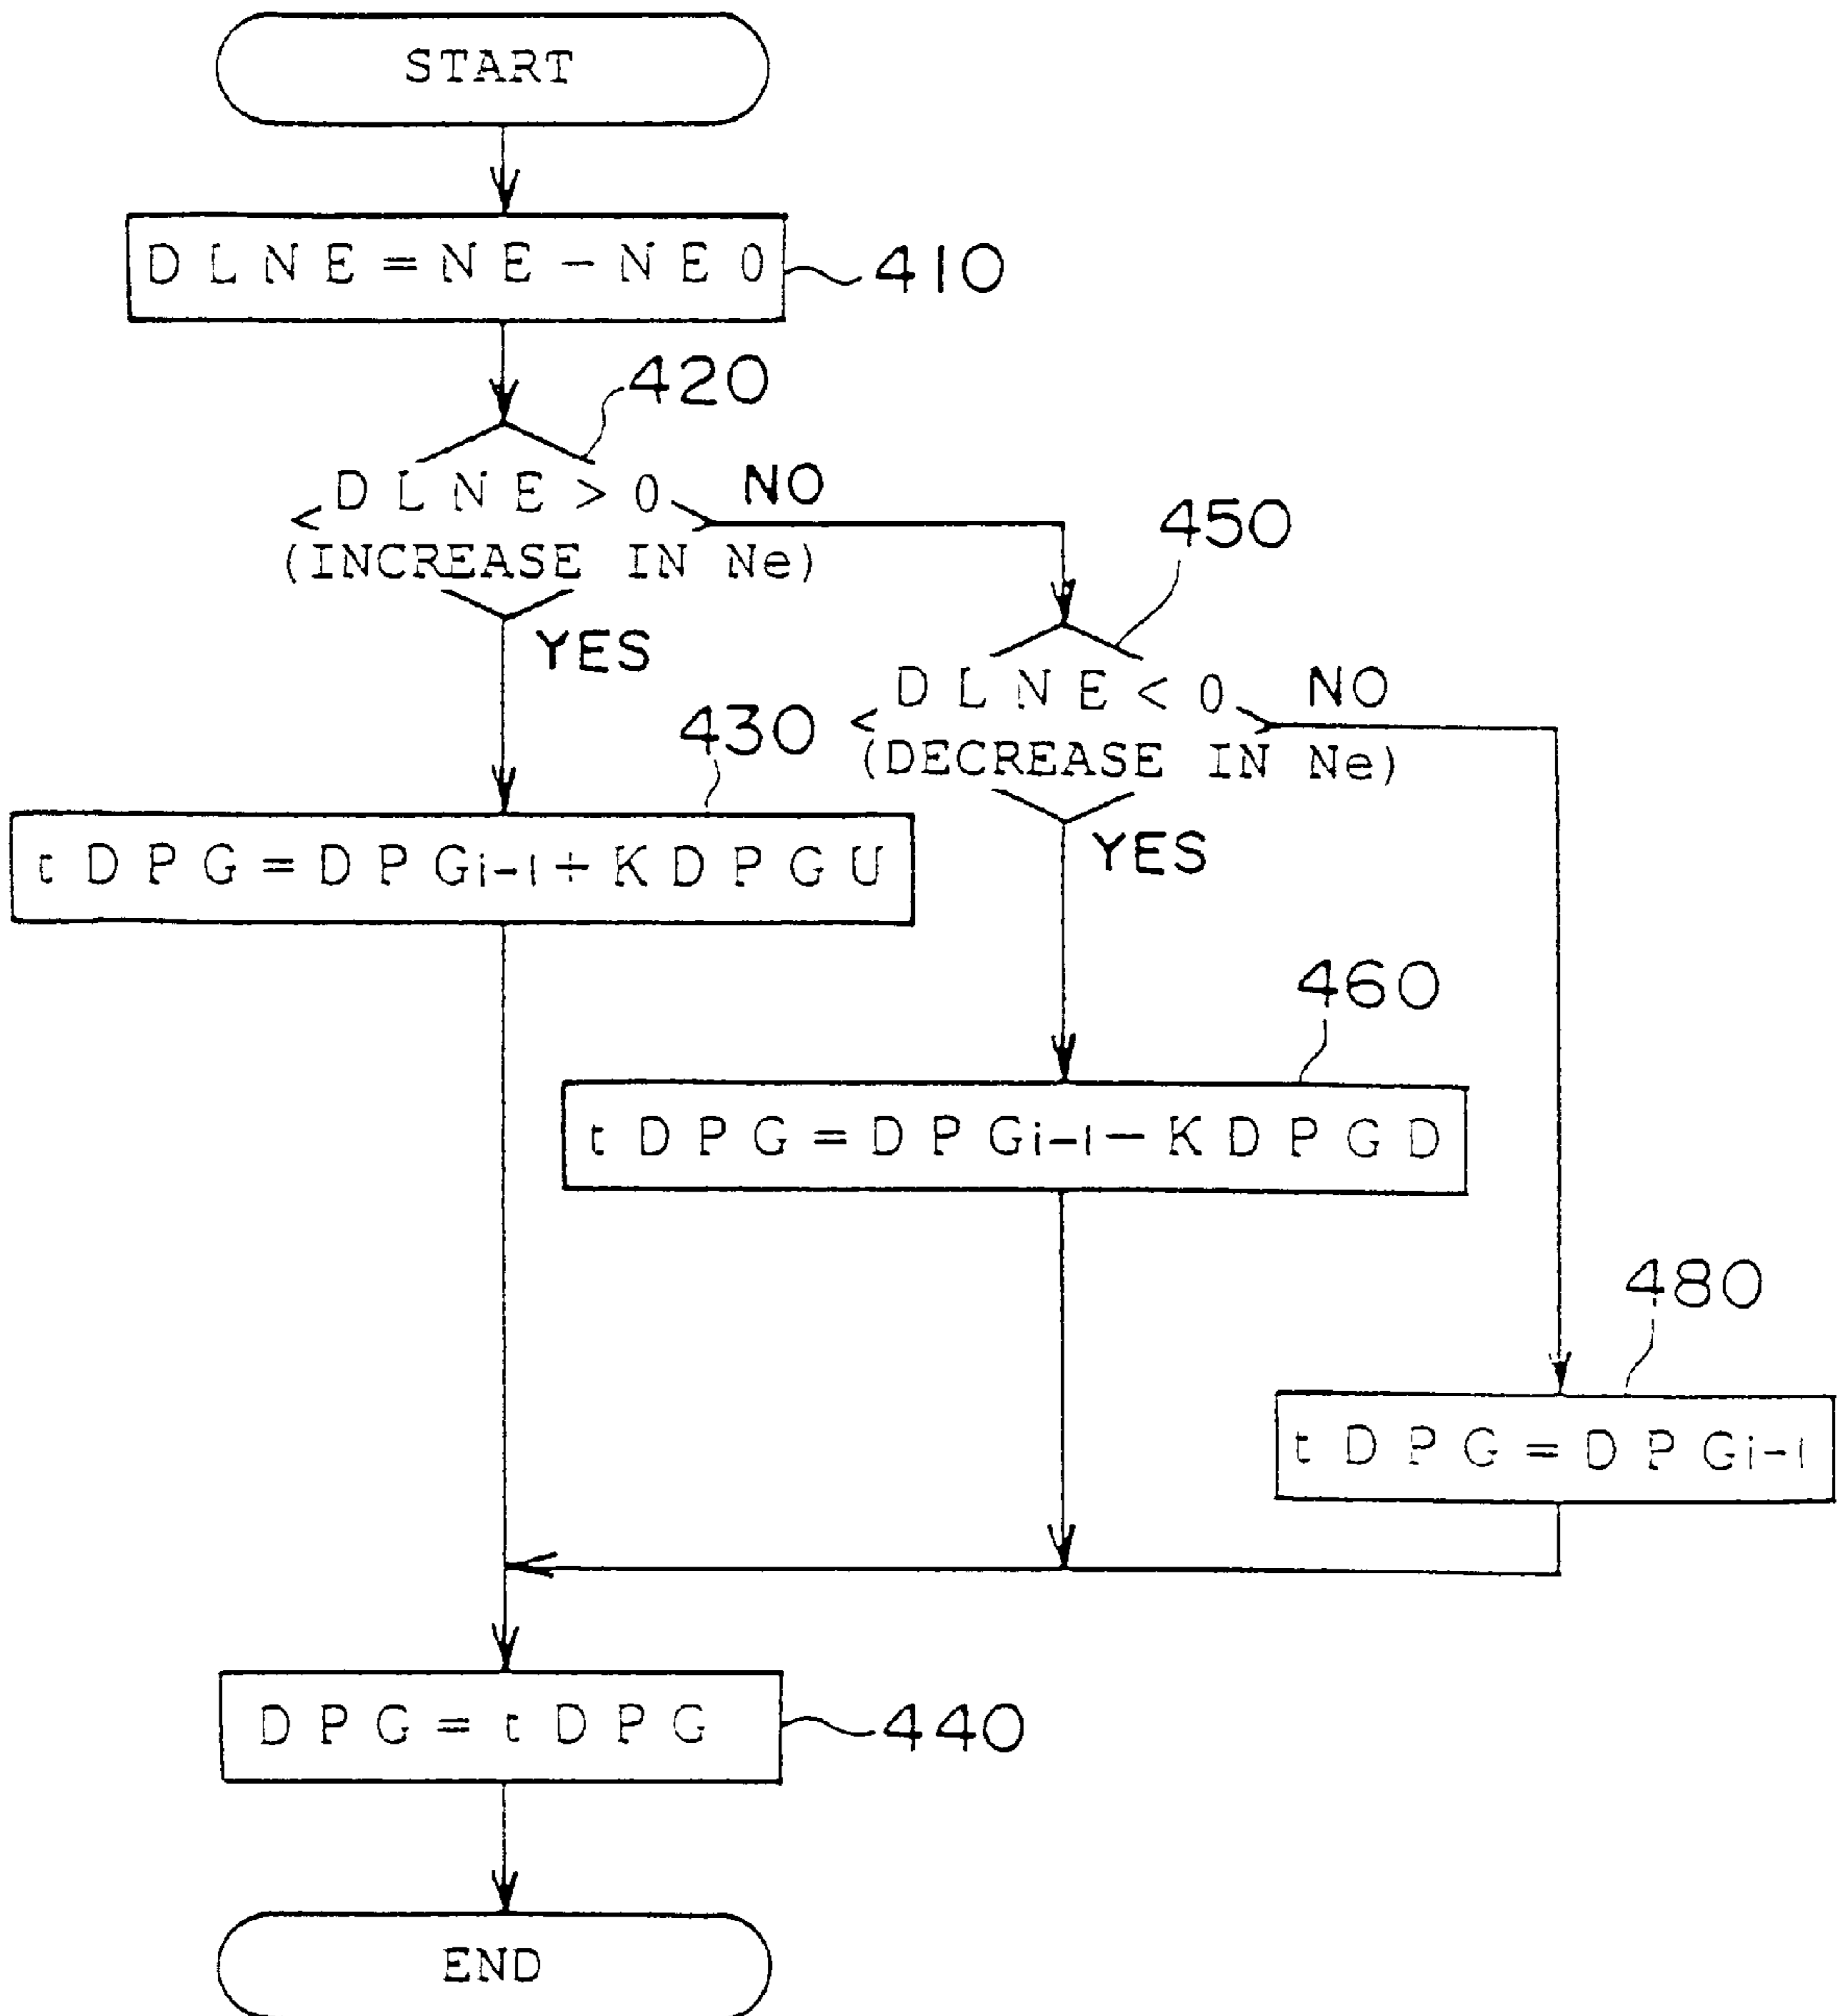 START
DLNE=NE-NE0
410
420
DLNE>0
(INCREASE IN Ne)
NO
YES
450
DLNE<0
(DECREASE IN Ne)
NO
YES
430
tDPG=DPGi-1+KDPGU
460
tDPG=DPGi-1-KDPGD
480
tDPG=DPGi-1
DPG=tDPG
440
END